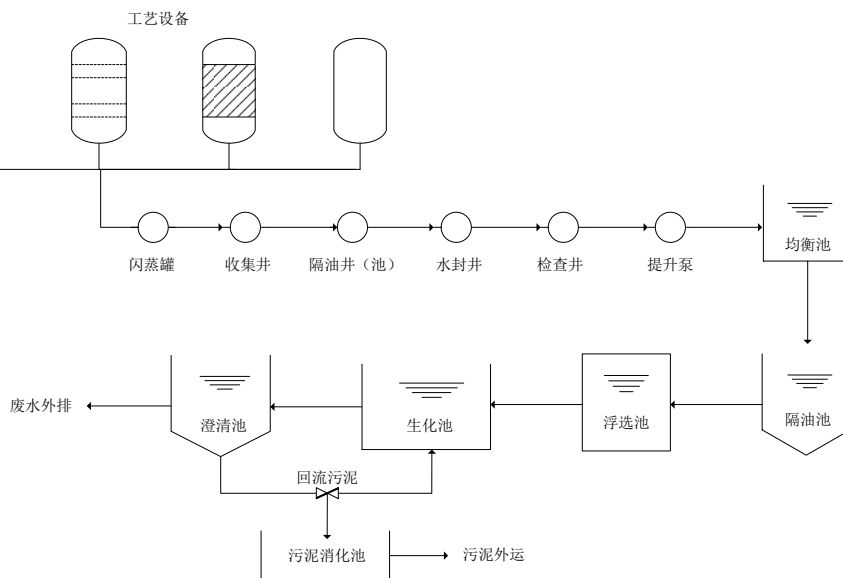 工艺设备
闪蒸罐
收集井
隔油井（池）
水封井
检查井
提升泵
均衡池
废水外排
澄清池
生化池
浮选池
隔油池
回流污泥
污泥消化池
污泥外运